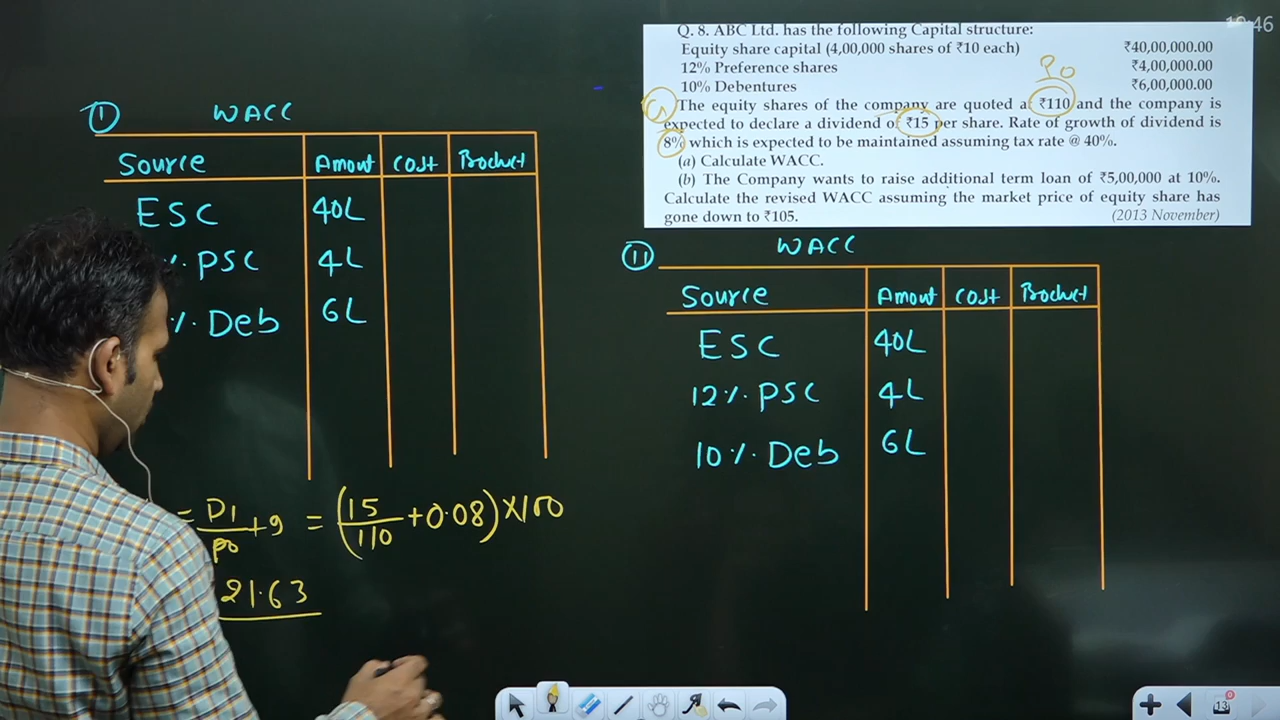 Q. 8. ABC Ltd. has the following Capital structure:
Equity share capital (4,00,000 shares of ₹10 each) ₹40,00,000.00
12% Preference shares ₹4,00,000.00
10% Debentures ₹6,00,000.00
P0
G
The equity shares of the company are quoted at ₹110 and the company is
expected to declare a dividend of ₹15 per share. Rate of growth of dividend is
8% which is expected to be maintained assuming tax rate @ 40%.
(a) Calculate WACC.
(b) The Company wants to raise additional term loan of ₹5,00,000 at 10%.
Calculate the revised WACC assuming the market price of equity share has
gone down to ₹105. (2013 November)
I WACC
Source Amout Cost Product
ESC 40L
% PSC 4L
% Deb 6L
= D1/P0 + g = (15/110 + 0.08) × 100
21.63
II WACC
Source Amout Cost Product
ESC 40L
12% PSC 4L
10% Deb 6L
13